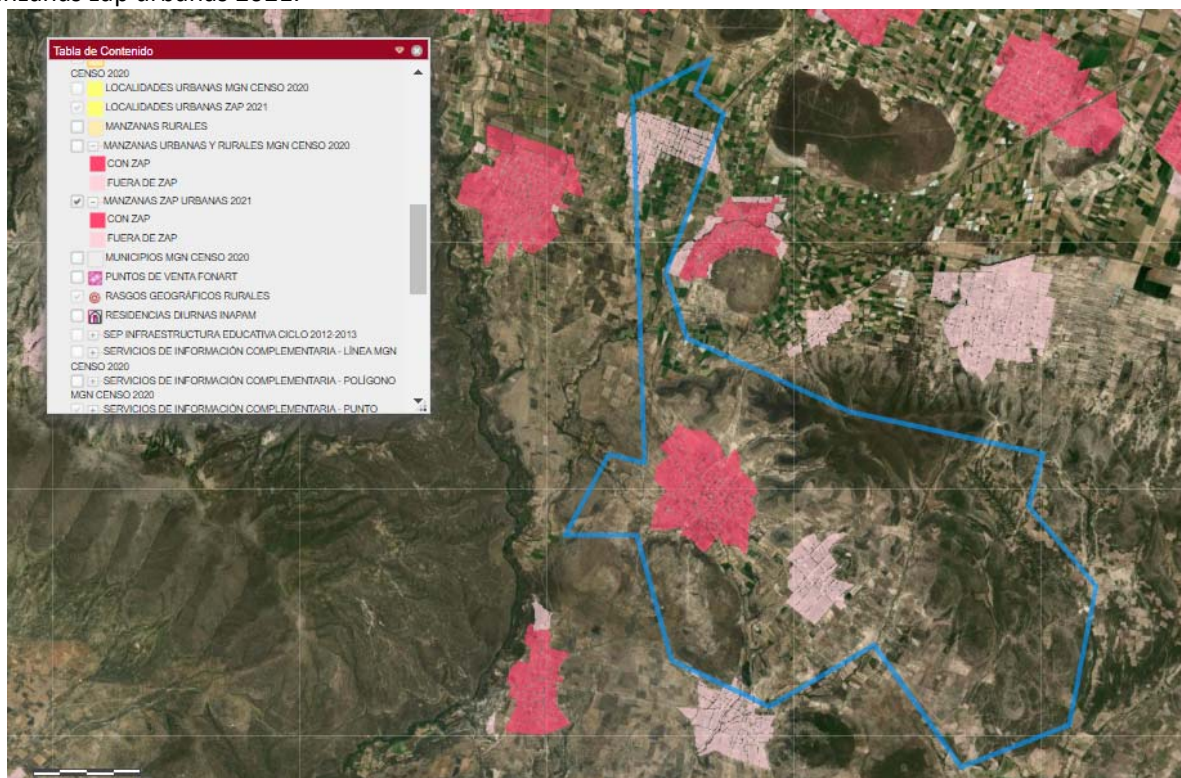 Tabla de Contenido
CENSO 2020
LOCALIDADES URBANAS MGN CENSO 2020
LOCALIDADES URBANAS ZAP 2021
MANZANAS RURALES
MANZANAS URBANAS Y RURALES MGN CENSO 2020
CON ZAP
FUERA DE ZAP
MANZANAS ZAP URBANAS 2021
CON ZAP
FUERA DE ZAP
MUNICIPIOS MGN CENSO 2020
PUNTOS DE VENTA FONART
RASGOS GEOGRÁFICOS RURALES
RESIDENCIAS DIURNAS INAPAM
SEP INFRAESTRUCTURA EDUCATIVA CICLO 2012-2013
SERVICIOS DE INFORMACIÓN COMPLEMENTARIA - LÍNEA MGN
CENSO 2020
SERVICIOS DE INFORMACIÓN COMPLEMENTARIA - POLÍGONO
MGN CENSO 2020
SERVICIOS DE INFORMACIÓN COMPLEMENTARIA - PUNTO